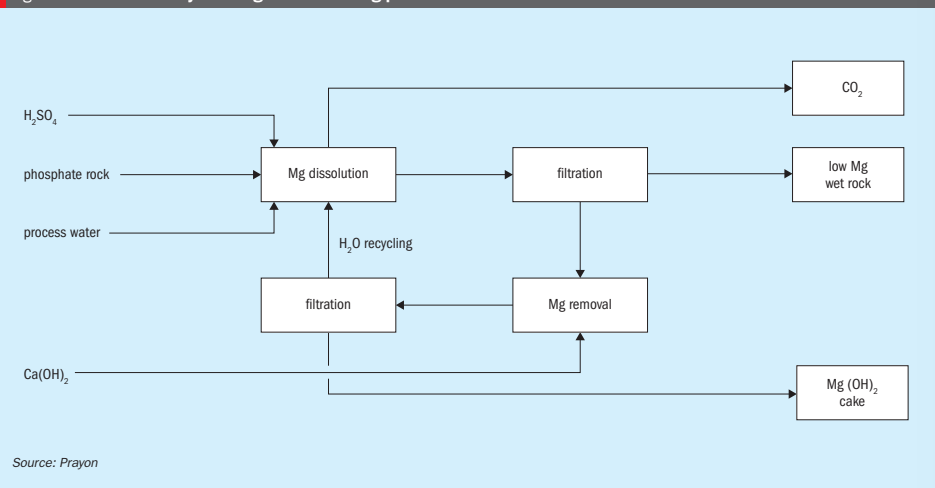 CO₂
H₂SO₄
phosphate rock
Mg dissolution
filtration
low Mg
wet rock
process water
H₂O recycling
filtration
Mg removal
Ca(OH)₂
Mg (OH)₂
cake
Source: Prayon